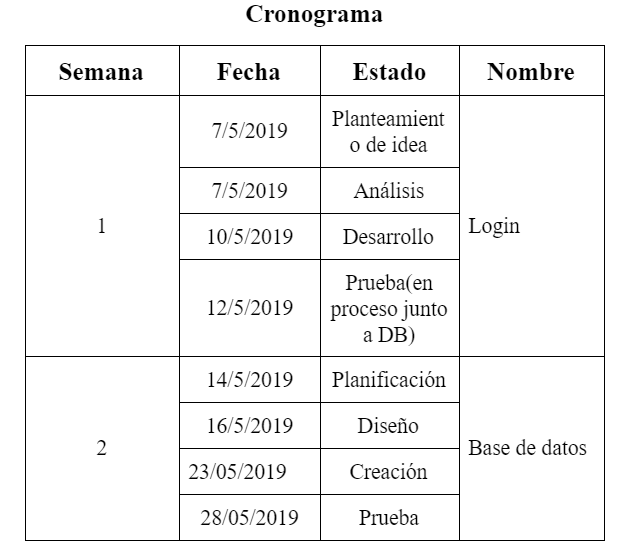 Cronograma
Semana Fecha Estado Nombre
1
7/5/2019
Planteamient
o de idea
7/5/2019 Análisis
10/5/2019 Desarrollo
12/5/2019
Prueba(en
proceso junto
a DB)
Login
2
14/5/2019 Planificación
16/5/2019 Diseño
23/05/2019 Creación
28/05/2019 Prueba
Base de datos